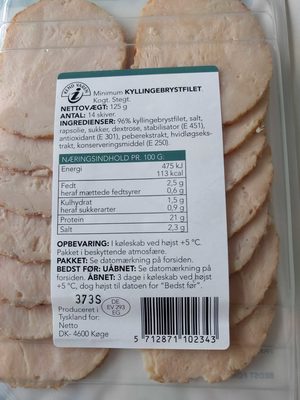 KEND VAREN
Minimum KYLLINGEBRYSTFILET.
Kogt. Stegt.
NETTOVÆGT: 125 g
ANTAL: 14 skiver
INGREDIENSER: 96% kyllingebrystfilet, salt,
rapsolie, sukker, dextrose, stabilisator (E 451),
antioxidant (E 301), peberekstrakt, hvidløgseks-
trakt, konserveringsmiddel (E 250).
NÆRINGSINDHOLD PR. 100 G:
Energi 475 kJ
113 kcal
Fedt 2,5 g
heraf mættede fedtsyrer 0,6 g
Kulhydrat 1,5 g
heraf sukkerarter 0,9 g
Protein 21 g
Salt 2,3 g
OPBEVARING: I køleskab ved højst +5 °C.
Pakket i beskyttende atmosfære.
PAKKET: Se datomærkning på forsiden.
BEDST FØR: UÅBNET: Se datomærkning på
forsiden. ÅBNET: 3 dage i køleskab ved højst
+5 °C, dog højst til datoen for "Bedst før".
373S
Produceret i
Tyskland for:
Netto
DK- 4600 Køge
DE
EV 293
EG
5 712871 102343